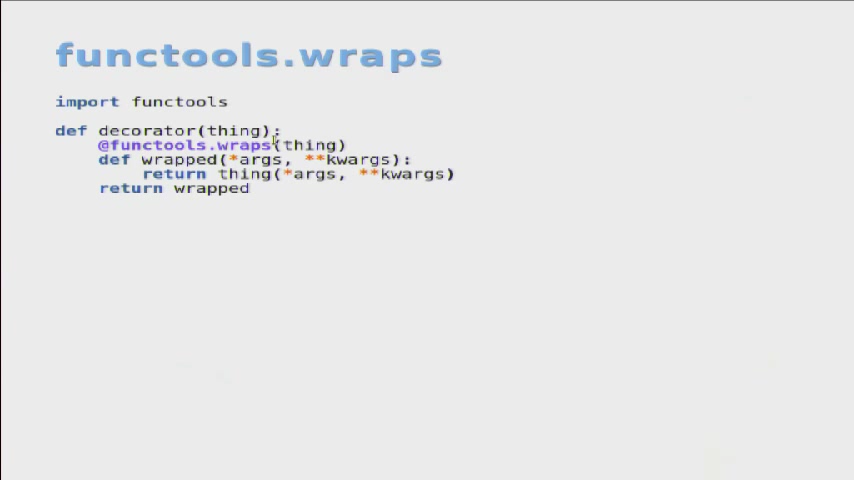 functools.wraps
import functools
def decorator(thing):
    @functools.wraps(thing)
    def wrapped(*args, **kwargs):
        return thing(*args, **kwargs)
    return wrapped